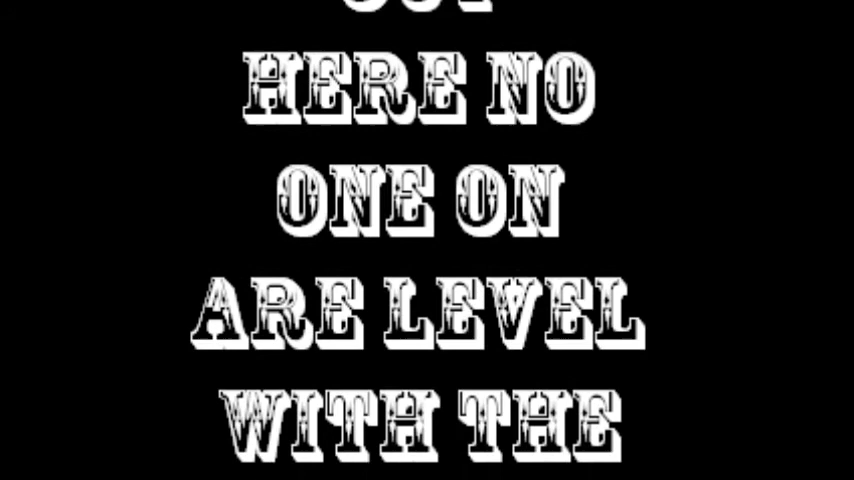 HERE NO
ONE ON
ARE LEVEL
WITH THE